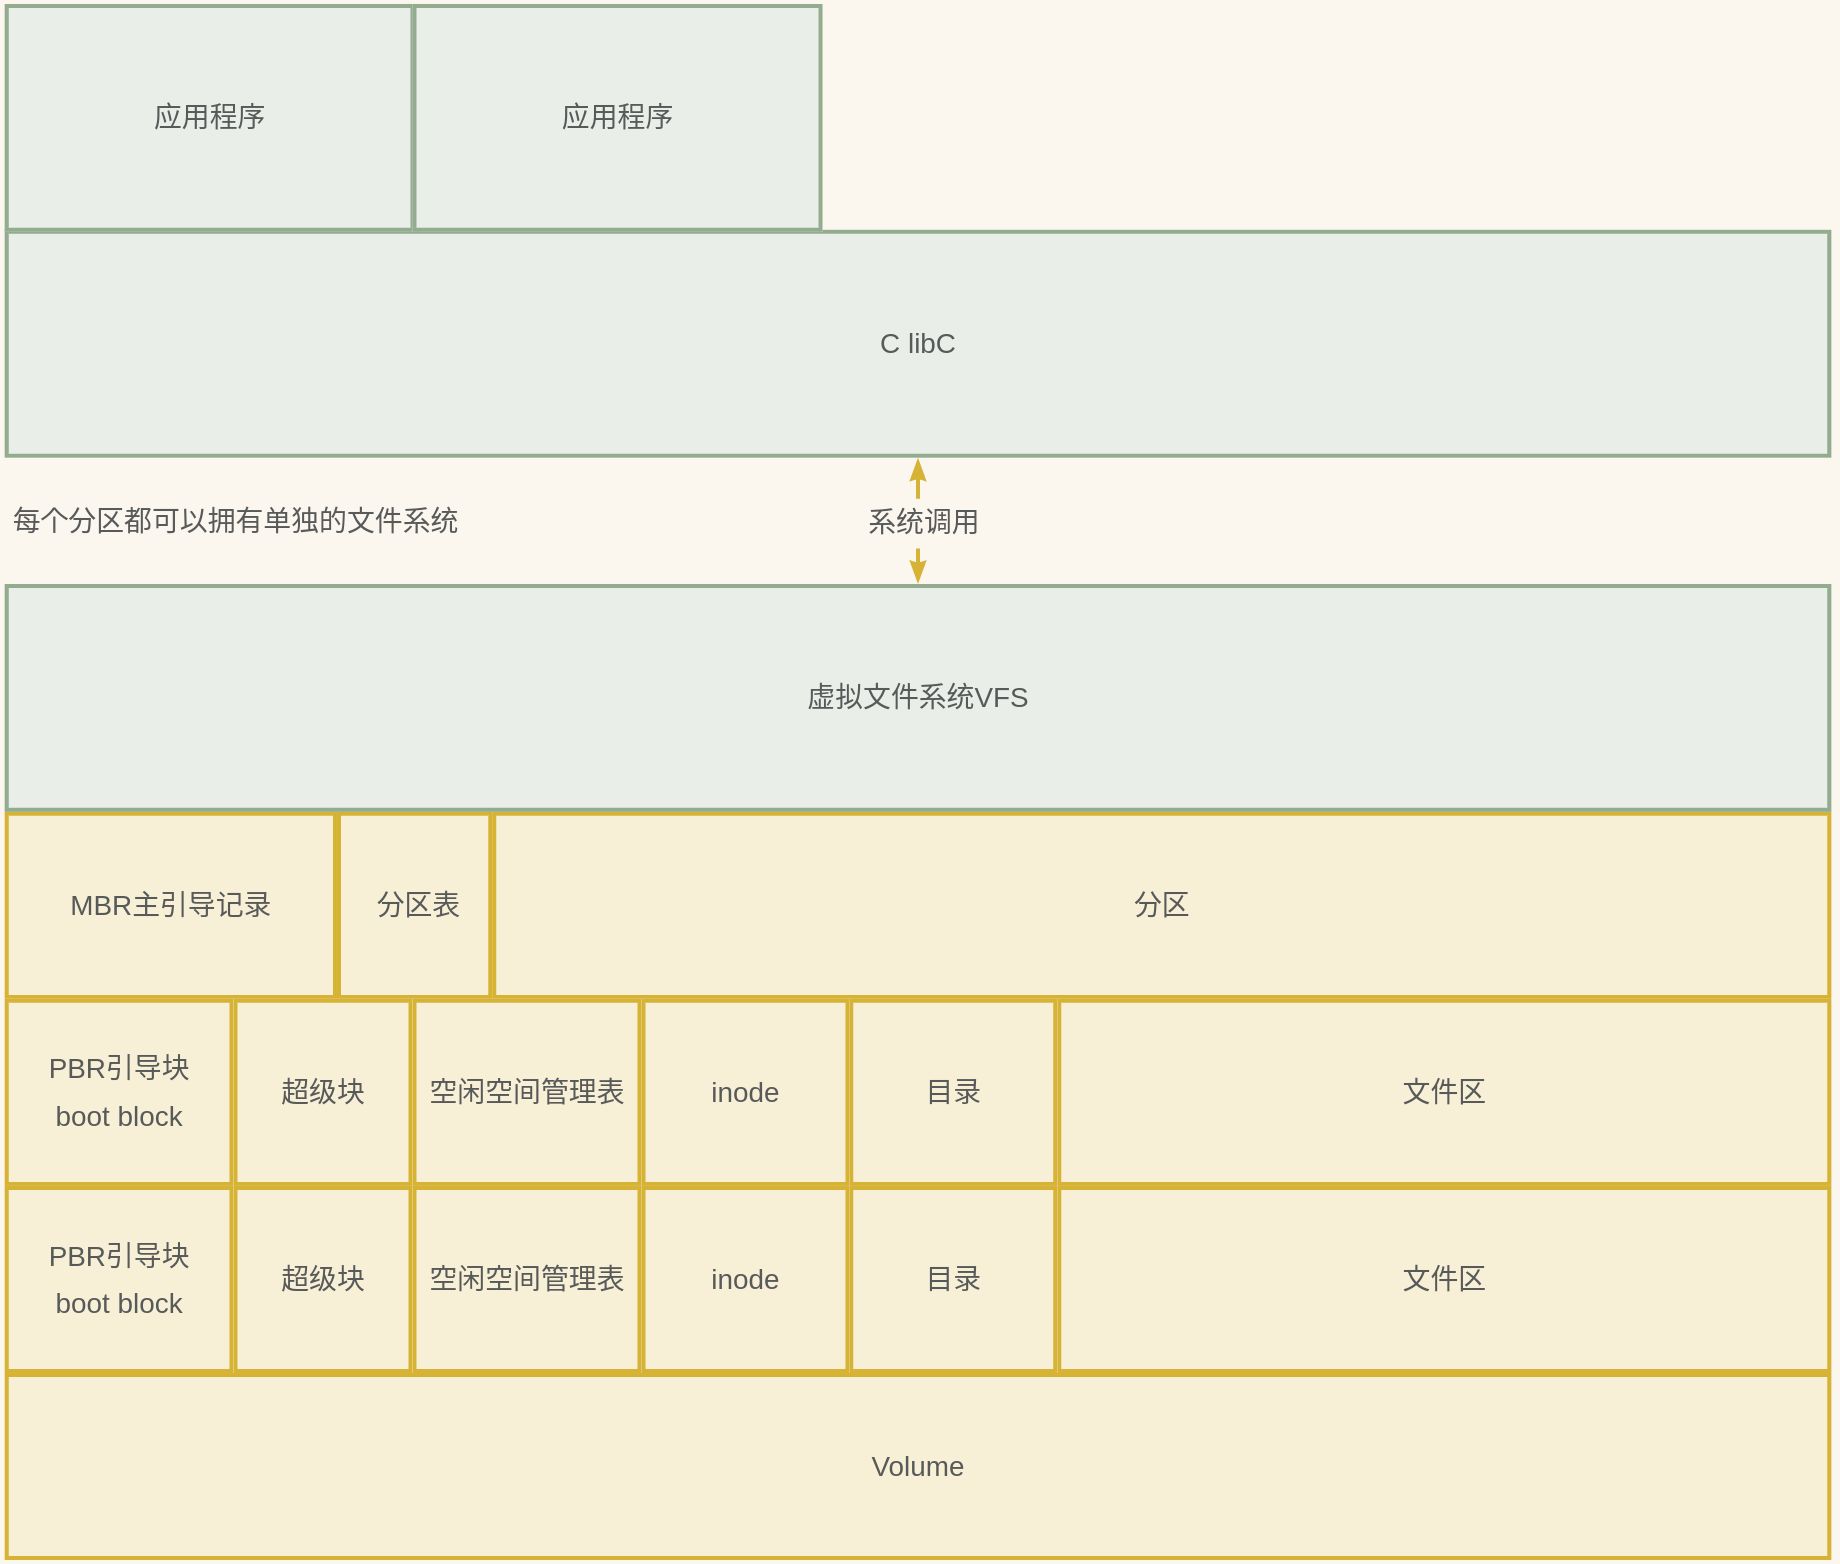 应用程序
应用程序
C libC
每个分区都可以拥有单独的文件系统
系统调用
虚拟文件系统VFS
MBR主引导记录
分区表
分区
PBR引导块
boot block
超级块
空闲空间管理表
inode
目录
文件区
PBR引导块
boot block
超级块
空闲空间管理表
inode
目录
文件区
Volume